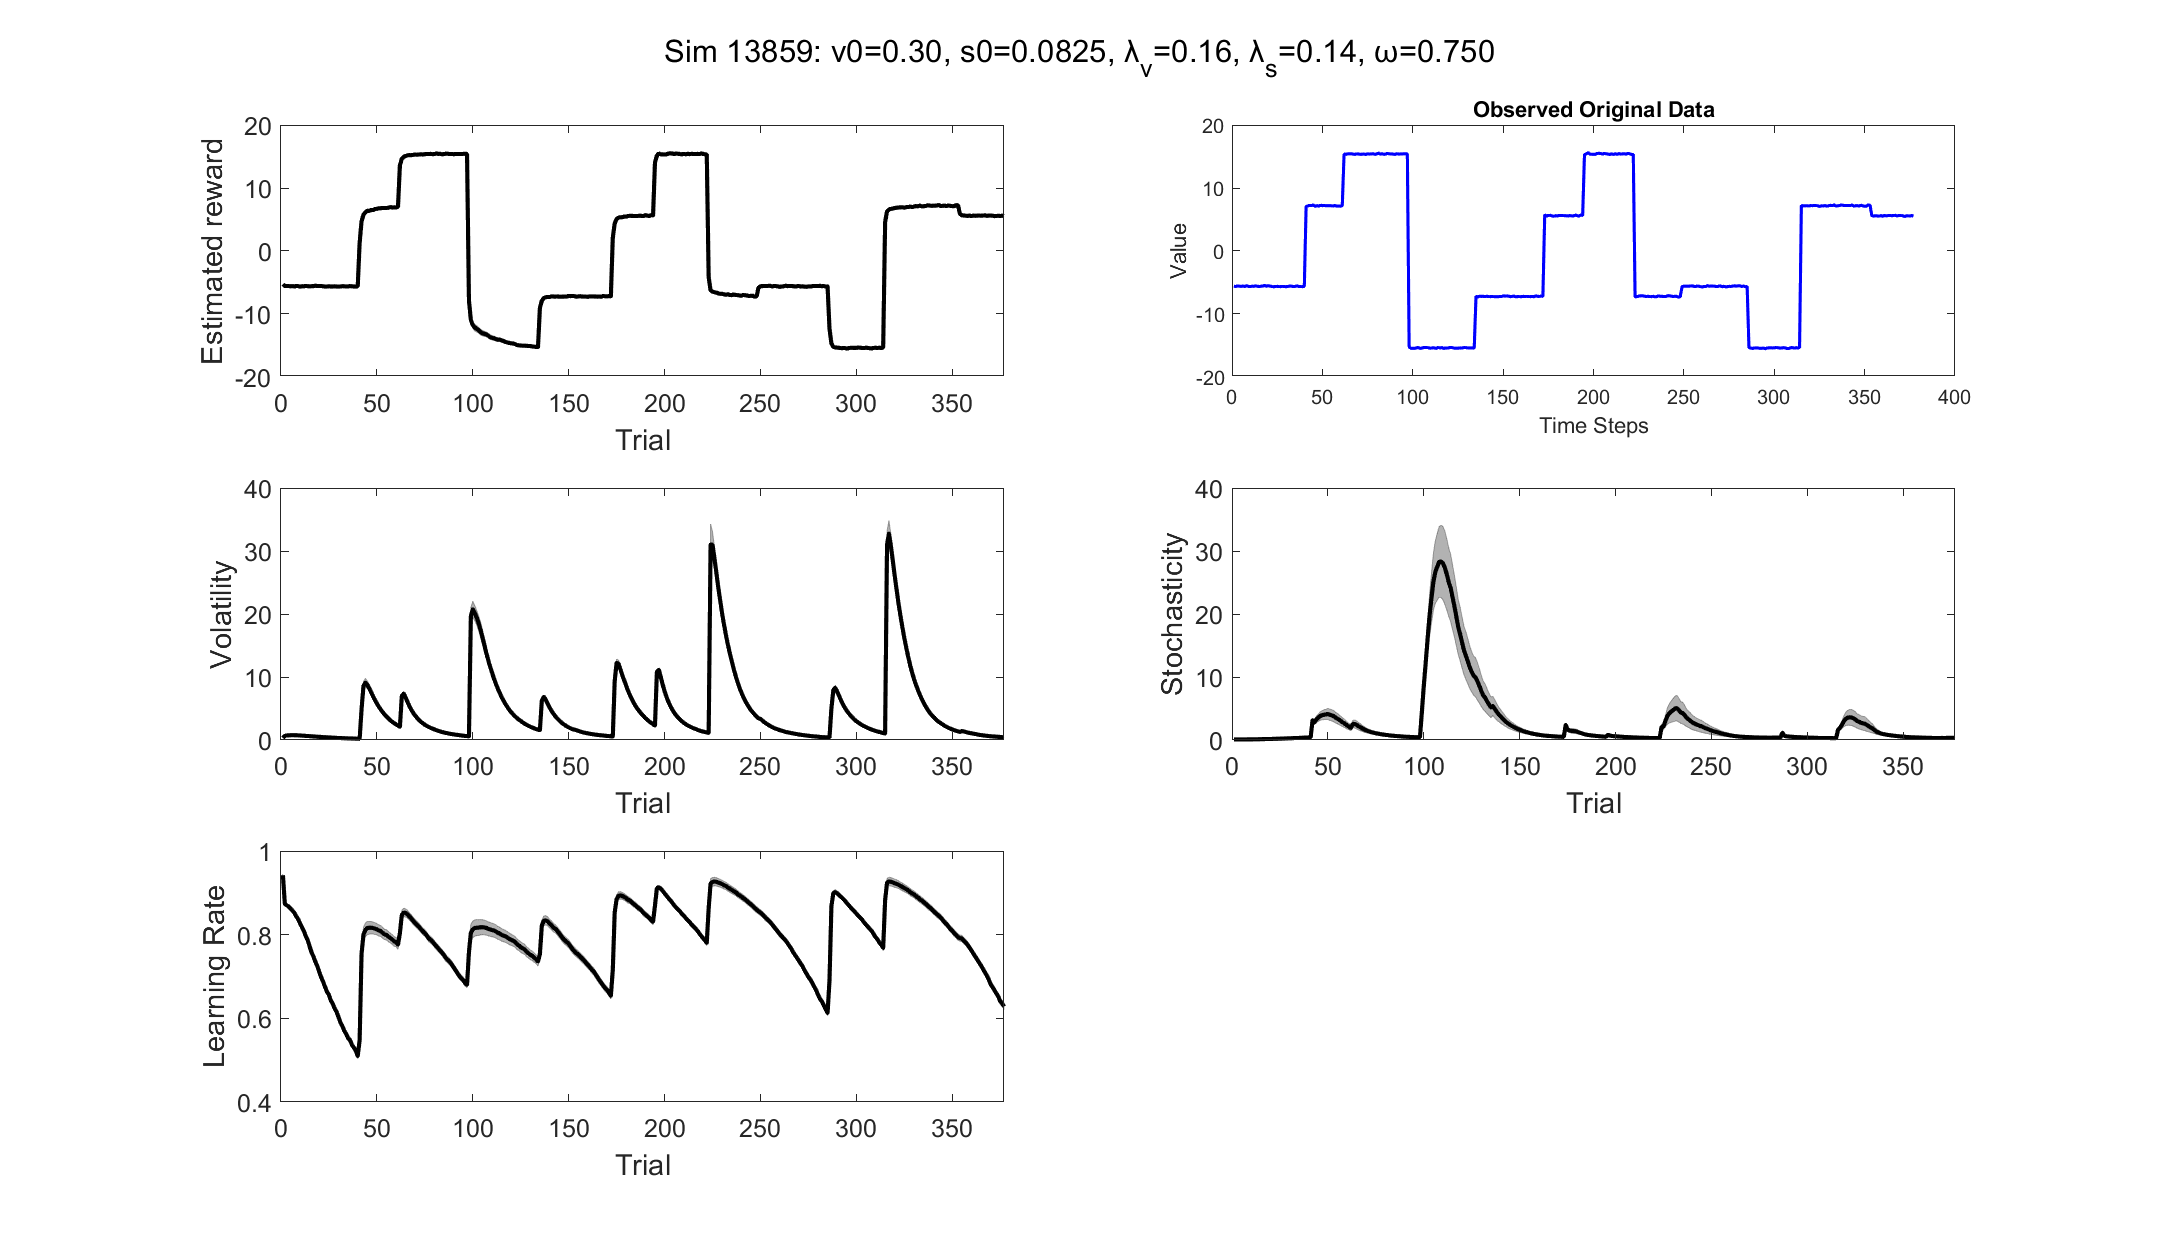 Sim 13859: v0=0.30, s0=0.0825, λv=0.16, λs=0.14, ω=0.750
Estimated reward
20
10
0
-10
-20
0 50 100 150 200 250 300 350
Trial
Observed Original Data
Value
20
10
0
-10
-20
0 50 100 150 200 250 300 350 400
Time Steps
Volatility
40
30
20
10
0
0 50 100 150 200 250 300 350
Trial
Stochasticity
40
30
20
10
0
0 50 100 150 200 250 300 350
Trial
Learning Rate
1
0.8
0.6
0.4
0 50 100 150 200 250 300 350
Trial